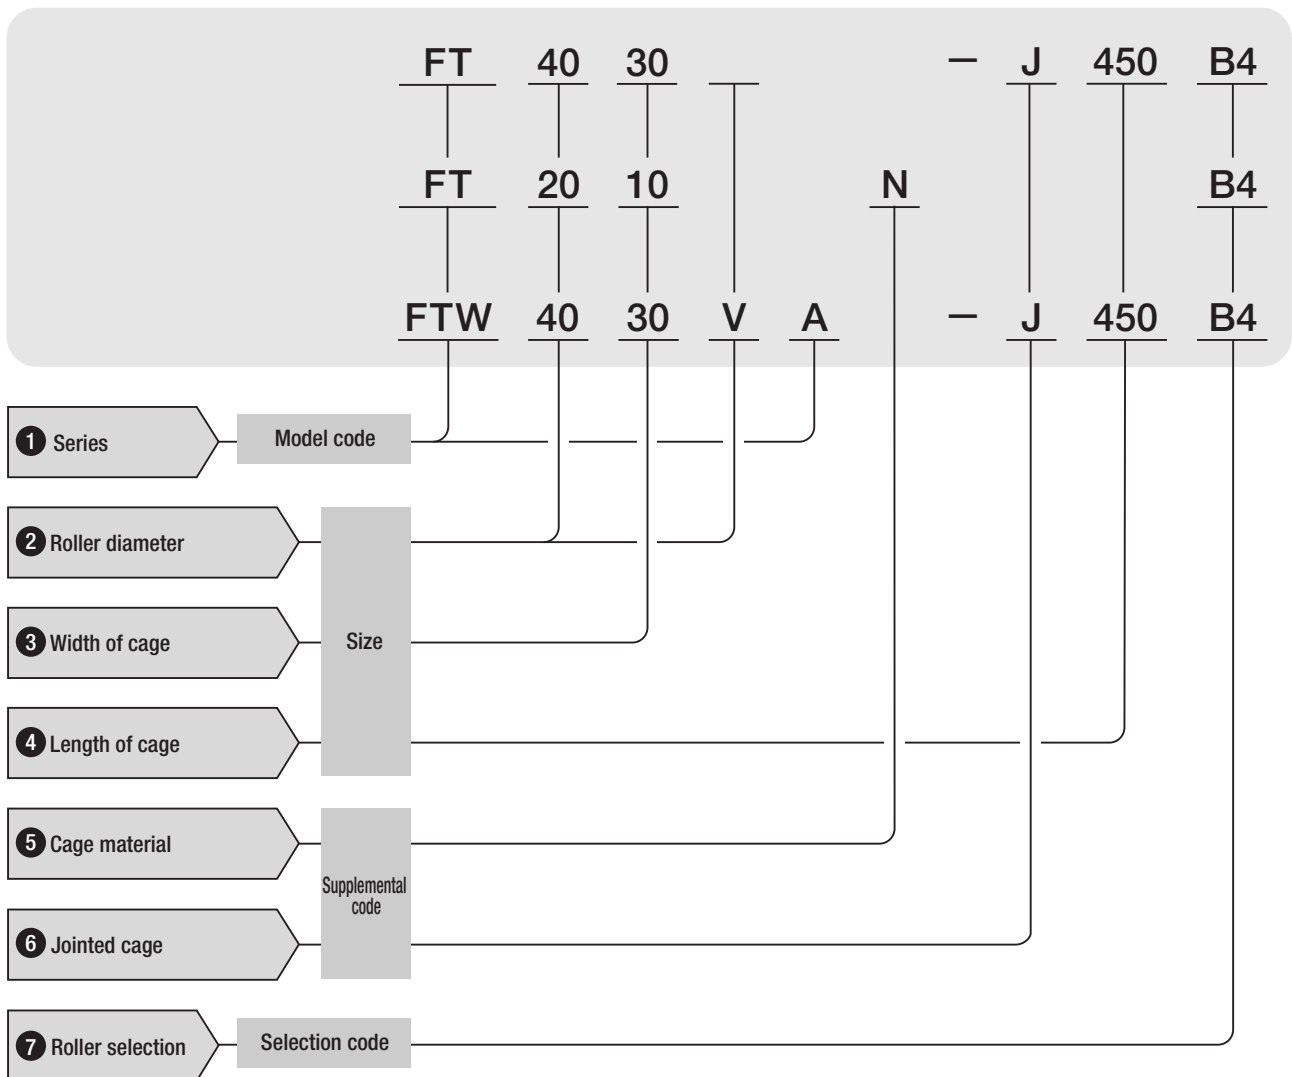 FT 40 30 – J 450 B4
FT 20 10 N B4
FTW 40 30 V A – J 450 B4
1 Series Model code
2 Roller diameter
3 Width of cage Size
4 Length of cage
5 Cage material
Supplemental
code
6 Jointed cage
7 Roller selection Selection code